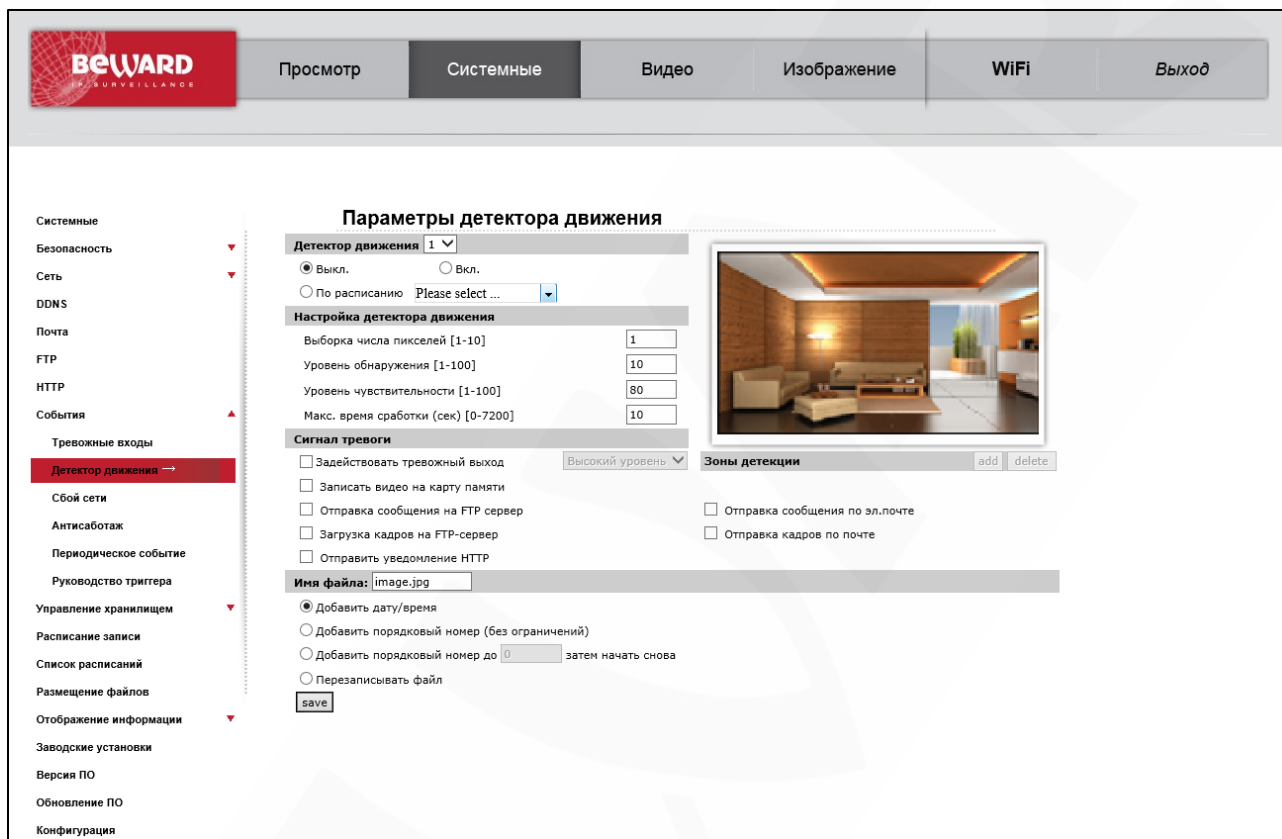 BEWARD
IP SURVEILLANCE
Просмотр
Системные
Видео
Изображение
WiFi
Выход
Системные
Безопасность
Сеть
DDNS
Почта
FTP
HTTP
События
Тревожные входы
Детектор движения →
Сбой сети
Антисаботаж
Периодическое событие
Руководство триггера
Управление хранилищем
Расписание записи
Список расписаний
Размещение файлов
Отображение информации
Заводские установки
Версия ПО
Обновление ПО
Конфигурация
Параметры детектора движения
Детектор движения 1
Выкл. Вкл.
По расписанию Please select ...
Настройка детектора движения
Выборка числа пикселей [1-10] 1
Уровень обнаружения [1-100] 10
Уровень чувствительности [1-100] 80
Макс. время сработки (сек) [0-7200] 10
Сигнал тревоги
Задействовать тревожный выход Высокий уровень Зоны детекции add delete
Записать видео на карту памяти
Отправка сообщения на FTP сервер Отправка сообщения по эл.почте
Загрузка кадров на FTP-сервер Отправка кадров по почте
Отправить уведомление HTTP
Имя файла: image.jpg
Добавить дату/время
Добавить порядковый номер (без ограничений)
Добавить порядковый номер до 0 затем начать снова
Перезаписывать файл
save